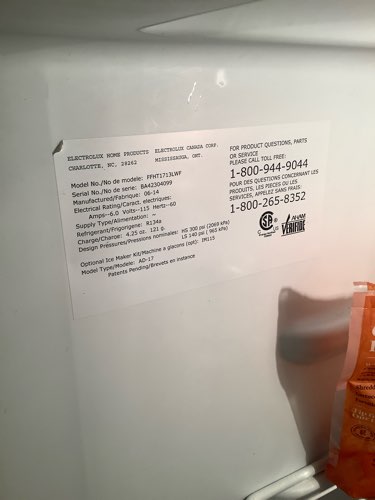 ELECTROLUX HOME PRODUCTS ELECTROLUX CANADA CORP.
CHARLOTTE, NC, 28262 MISSISSAUGA, ONT.
Model No./No de modele: FFHT1713LWF
Serial No./No de serie: BA42304099
Manufactured/Fabrique: 06-14
Electrical Rating/Caract. electriques:
Amps-6.0 Volts-115 Hertz-60
Supply Type/Alimentation: ~
Refrigerant/Frigorigene: R134a
Charge/Charge: 4.25 oz. 121 g.
Design Pressures/Pressions nominales: HS 300 psi (2069 kPa)
LS 140 psi ( 965 kPa)
Optional Ice Maker Kit/Machine a glacons (opt): IM115
Model Type/Modele: AD-17
Patents Pending/Brevets en instance
FOR PRODUCT QUESTIONS, PARTS
OR SERVICE
PLEASE CALL TOLL FREE:
1-800-944-9044
POUR DES QUESTIONS CONCERNANT LES
PRODUITS, LES PIECES OU LES
SERVICES, APPELEZ SANS FRAIS:
1-800-265-8352
AHAM
VERIFIDE